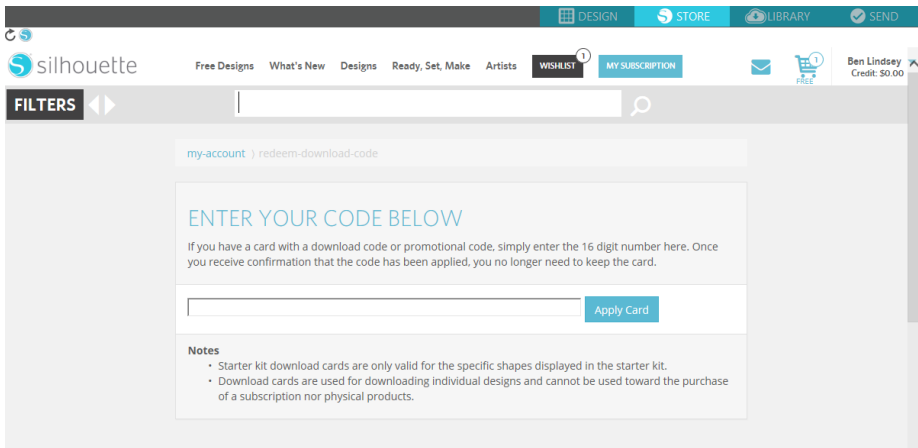 DESIGN STORE LIBRARY SEND
silhouette Free Designs What's New Designs Ready, Set, Make Artists WISHLIST 1 MY SUBSCRIPTION 1 FREE Ben Lindsey
Credit: $0.00
FILTERS
my-account ) redeem-download-code
ENTER YOUR CODE BELOW
If you have a card with a download code or promotional code, simply enter the 16 digit number here. Once
you receive confirmation that the code has been applied, you no longer need to keep the card.
Apply Card
Notes
• Starter kit download cards are only valid for the specific shapes displayed in the starter kit.
• Download cards are used for downloading individual designs and cannot be used toward the purchase
of a subscription nor physical products.